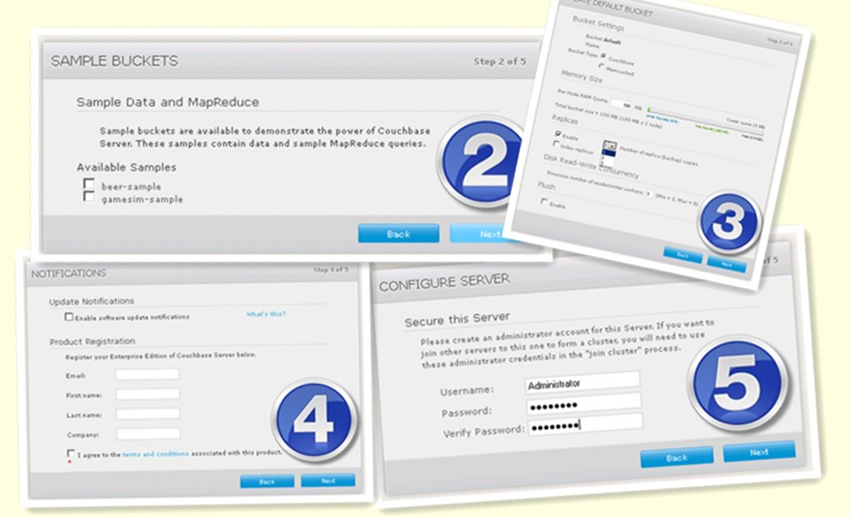 SAMPLE BUCKETS
Step 2 of 5
Sample Data and MapReduce
Sample buckets are available to demonstrate the power of Couchbase
Server. These samples contain data and sample MapReduce queries.
Available Samples
beer-sample
gamesim-sample
Back
Next
2
DEFAULT BUCKET
Step 3 of 5
Bucket Settings
Bucket default
Name:
Bucket Type:
Couchbase
Memcached
Memory Size
Per Node RAM Quota:
MB
Total bucket size = 100 MB (100 MB x 1 node)
Replicas
Enable
Number of replica (backup) copies
Index replicas
Disk Read-Write Concurrency
Flush
Enable
Back
Next
3
NOTIFICATIONS
Step 4 of 5
Update Notifications
Enable software update notifications
What's this?
Product Registration
Register your Enterprise Edition of Couchbase Server below.
Email:
First name:
Last name:
Company:
I agree to the terms and conditions associated with this product.
Back
Next
4
CONFIGURE SERVER
of 5
Secure this Server
Please create an administrator account for this Server. If you want to
join other servers to this one to form a cluster, you will need to use
these administrator credentials in the "join cluster" process.
Username:
Administrator
Password:
Verify Password:
Back
Next
5